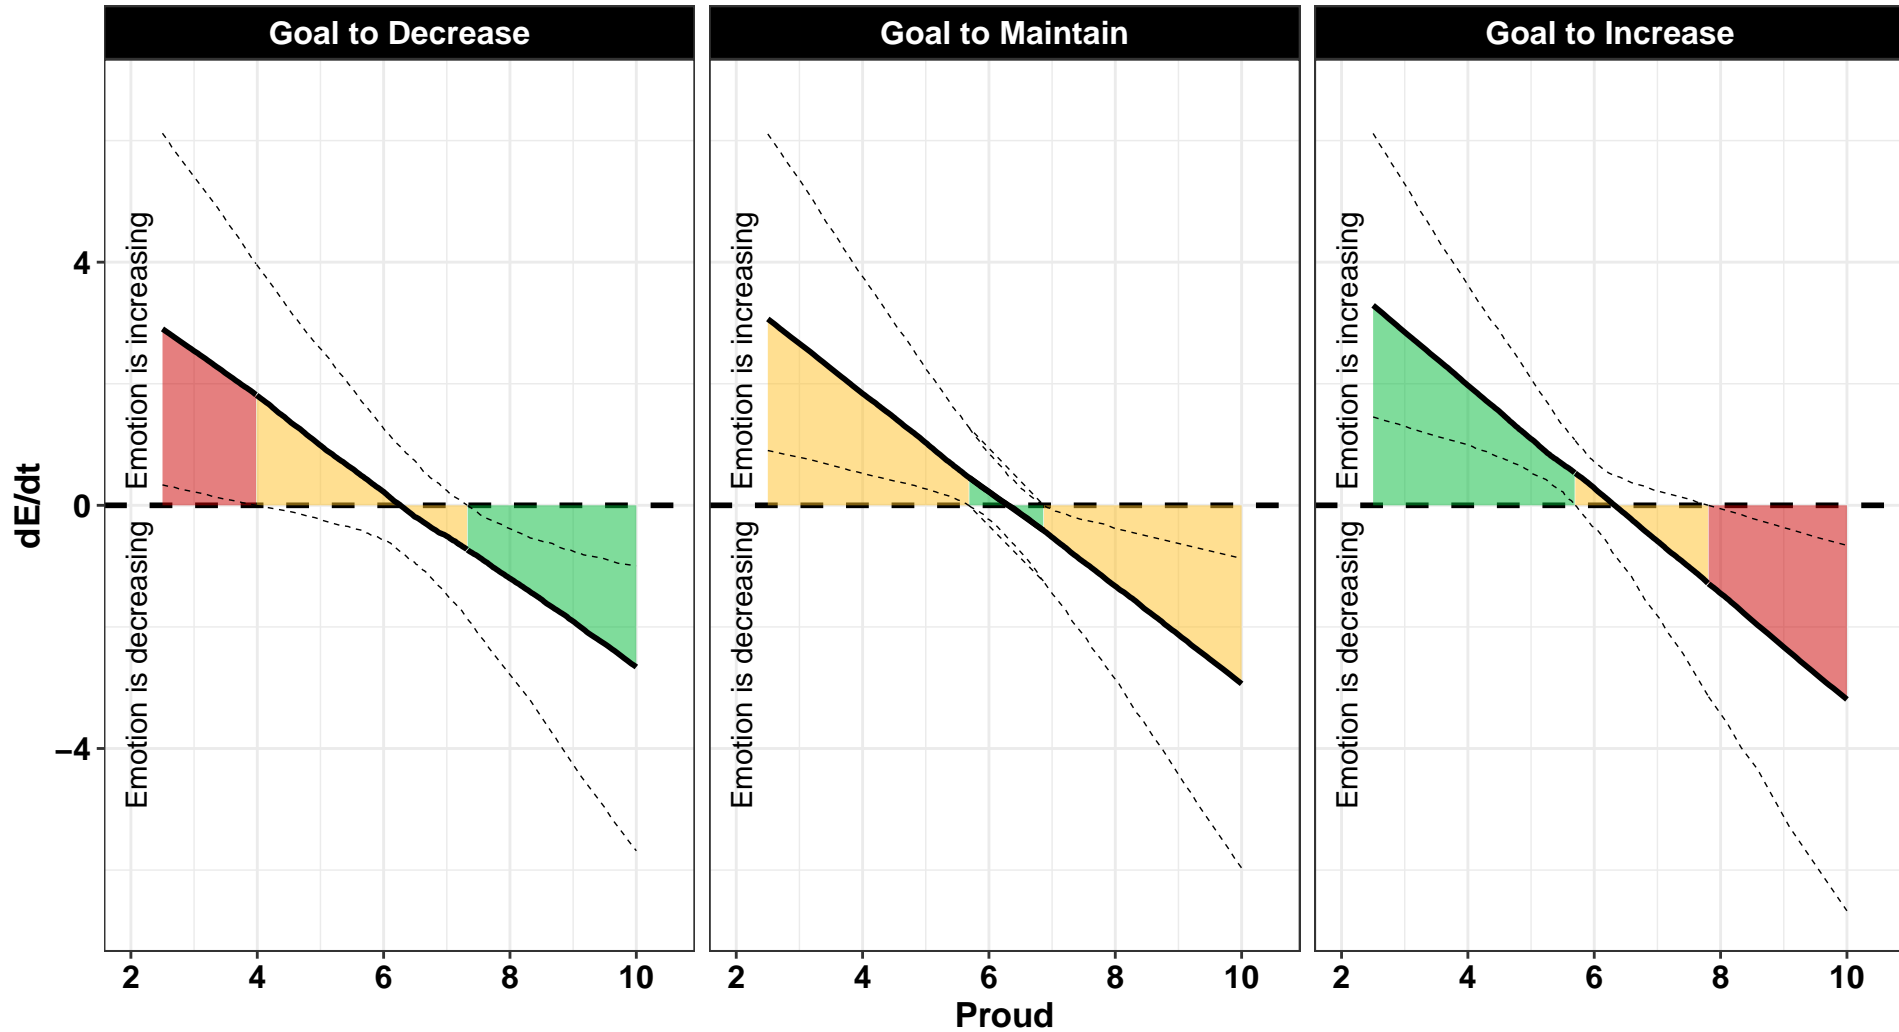 Goal to Decrease
Goal to Maintain
Goal to Increase
dE/dt
4
0
−4
Emotion is increasing
Emotion is decreasing
Emotion is increasing
Emotion is decreasing
Emotion is increasing
Emotion is decreasing
2 4 6 8 10
2 4 6 8 10
2 4 6 8 10
Proud